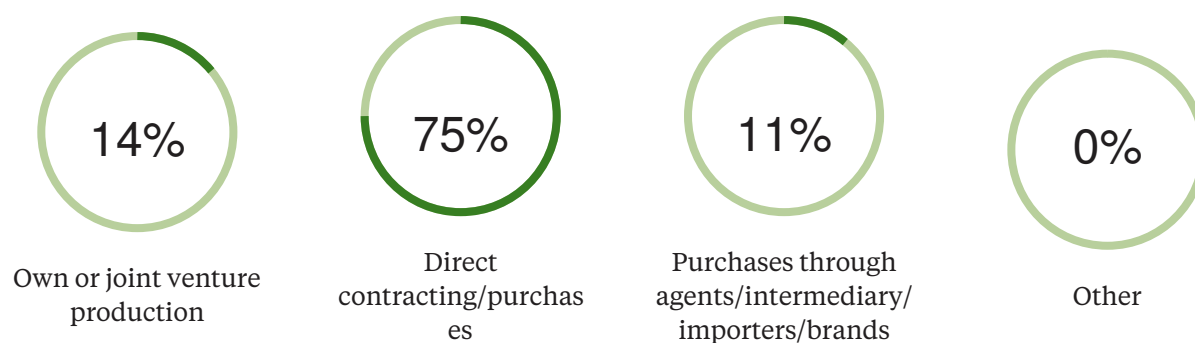 14%
Own or joint venture
production
75%
Direct
contracting/purchas
es
11%
Purchases through
agents/intermediary/
importers/brands
0%
Other